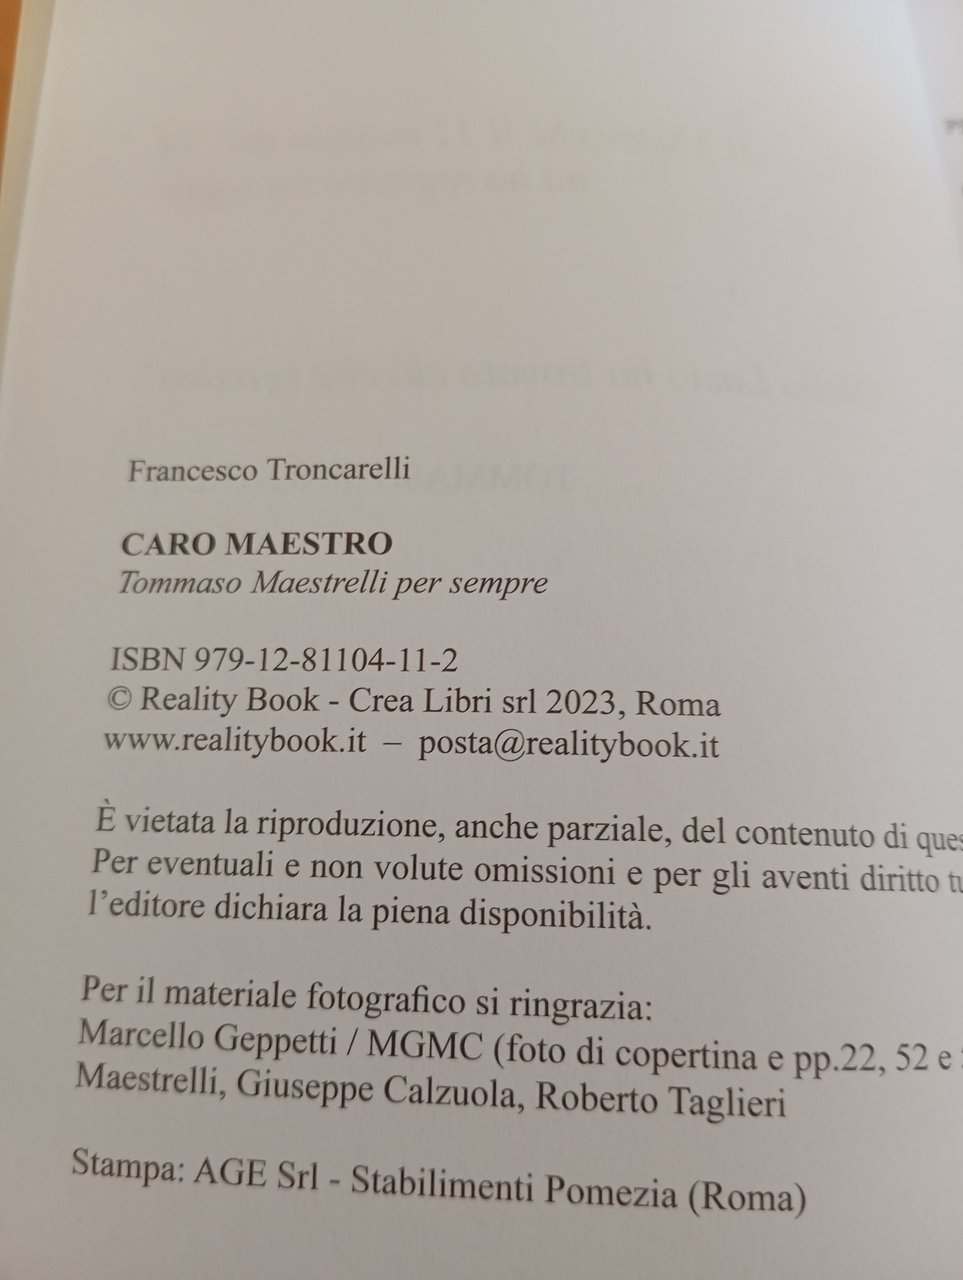 Francesco Troncarelli
CARO MAESTRO
Tommaso Maestrelli per sempre
ISBN 979-12-81104-11-2
© Reality Book - Crea Libri srl 2023, Roma
www.realitybook.it – posta@realitybook.it
È vietata la riproduzione, anche parziale, del contenuto di ques
Per eventuali e non volute omissioni e per gli aventi diritto tu
l'editore dichiara la piena disponibilità.
Per il materiale fotografico si ringrazia:
Marcello Geppetti / MGMC (foto di copertina e pp.22, 52 e
Maestrelli, Giuseppe Calzuola, Roberto Taglieri
Stampa: AGE Srl - Stabilimenti Pomezia (Roma)